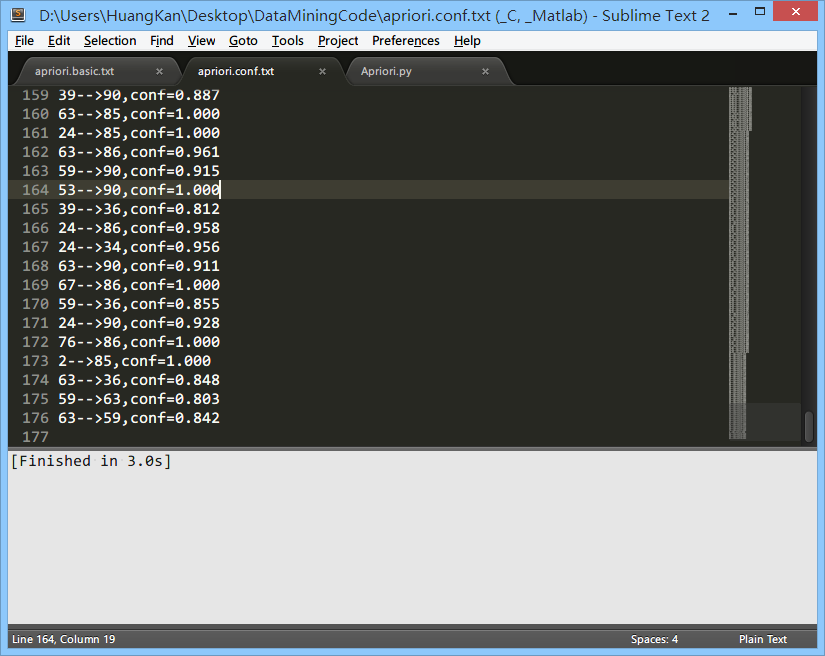 D:\Users\HuangKan\Desktop\DataMiningCode\apriori.conf.txt (_C, _Matlab) - Sublime Text 2
File Edit Selection Find View Goto Tools Project Preferences Help
apriori.basic.txt × apriori.conf.txt × Apriori.py ×
159 39-->90,conf=0.887
160 63-->85,conf=1.000
161 24-->85,conf=1.000
162 63-->86,conf=0.961
163 59-->90,conf=0.915
164 53-->90,conf=1.000
165 39-->36,conf=0.812
166 24-->86,conf=0.958
167 24-->34,conf=0.956
168 63-->90,conf=0.911
169 67-->86,conf=1.000
170 59-->36,conf=0.855
171 24-->90,conf=0.928
172 76-->86,conf=1.000
173 2-->85,conf=1.000
174 63-->36,conf=0.848
175 59-->63,conf=0.803
176 63-->59,conf=0.842
177
[Finished in 3.0s]
Line 164, Column 19 Spaces: 4 Plain Text